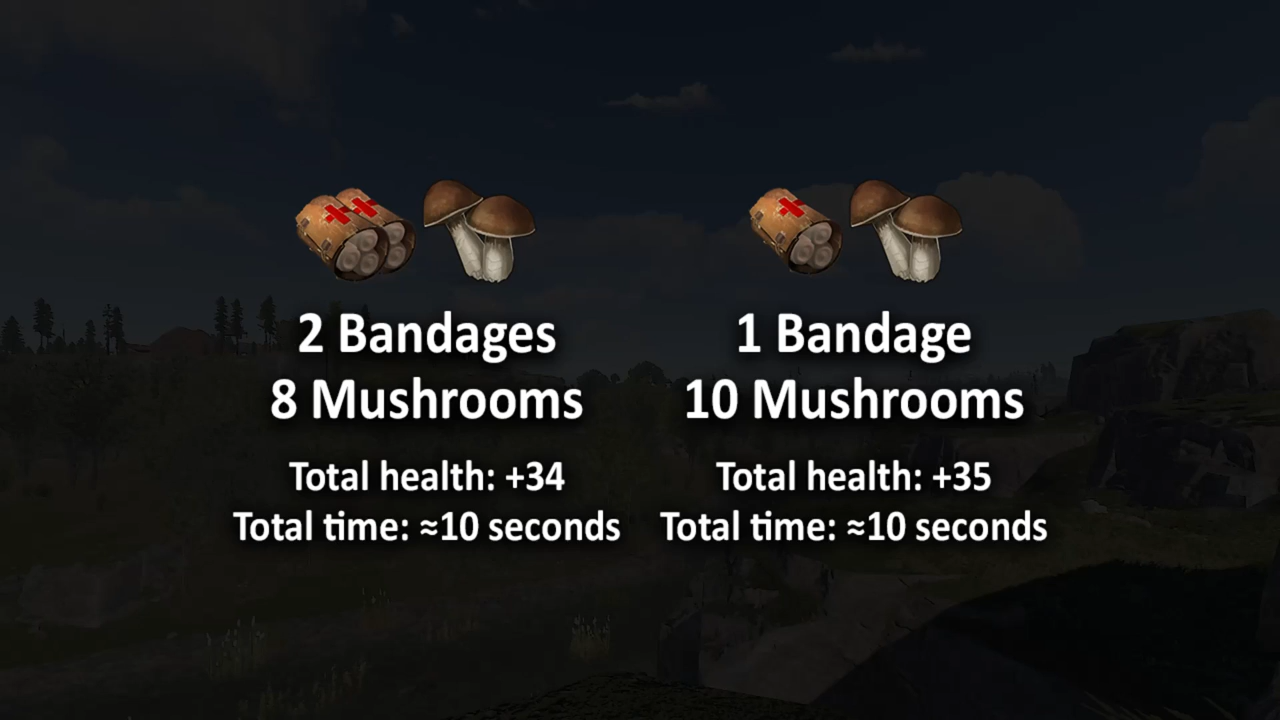 2 Bandages
8 Mushrooms
Total health: +34
Total time: ≈10 seconds
1 Bandage
10 Mushrooms
Total health: +35
Total time: ≈10 seconds